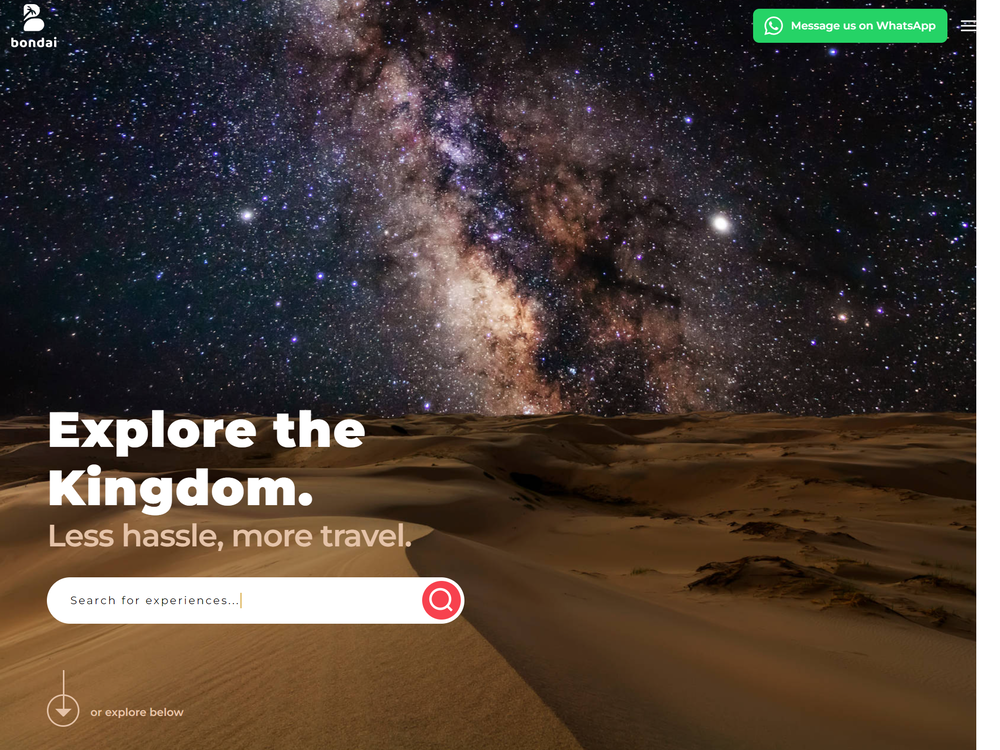 bondai
Message us on WhatsApp
Explore the
Kingdom.
Less hassle, more travel.
Search for experiences...
or explore below